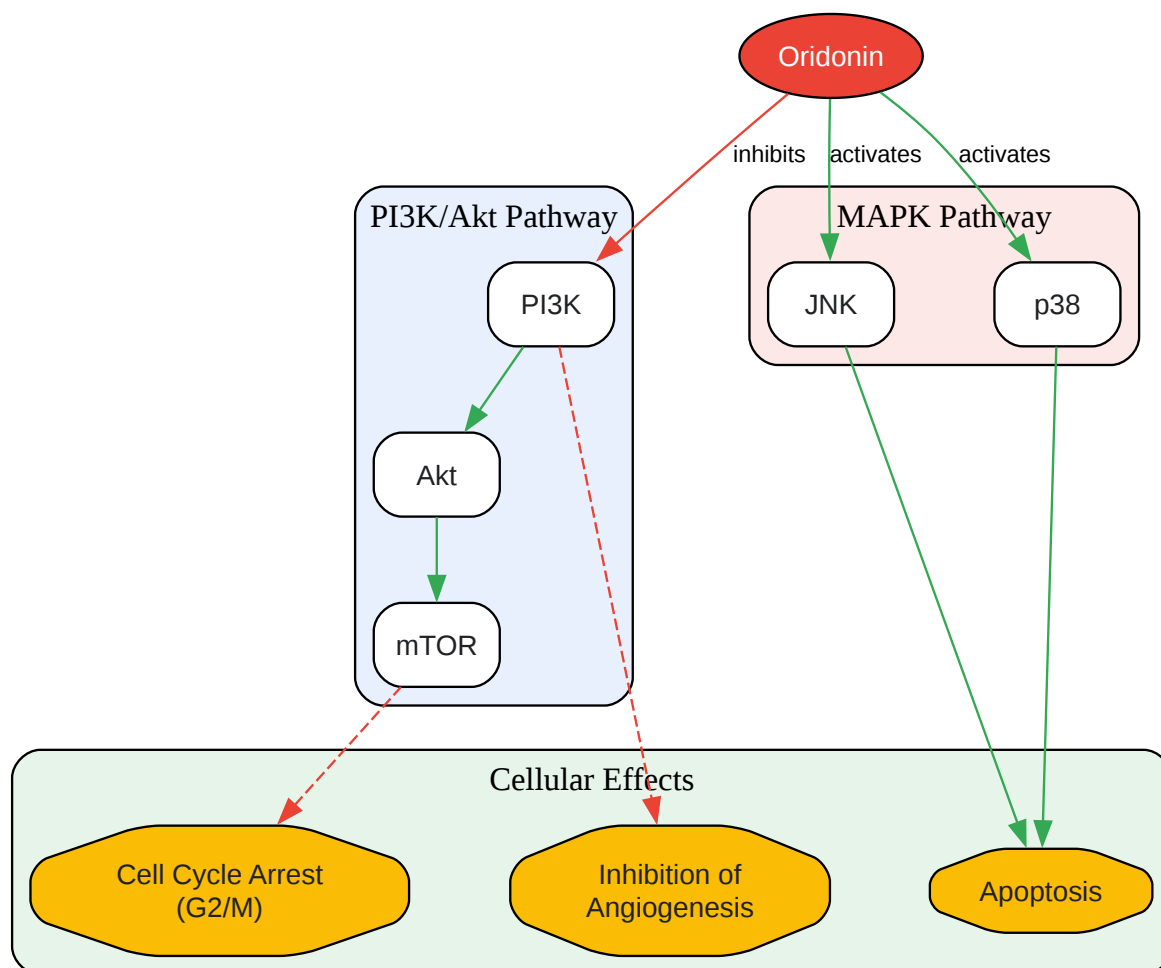 Oridonin
inhibits
activates
activates
PI3K/Akt Pathway
MAPK Pathway
PI3K
JNK
p38
Akt
mTOR
Cellular Effects
Cell Cycle Arrest
(G2/M)
Inhibition of
Angiogenesis
Apoptosis